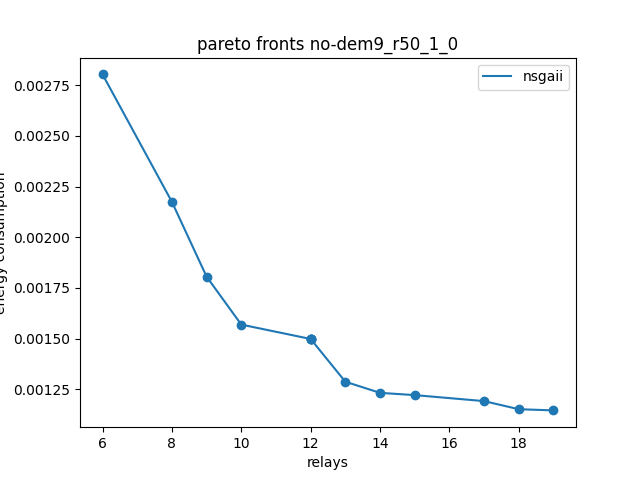 pareto fronts no-dem9_r50_1_0
nsgaii
0.00275
0.00250
0.00225
0.00200
0.00175
0.00150
0.00125
energy consumption
6 8 10 12 14 16 18
relays